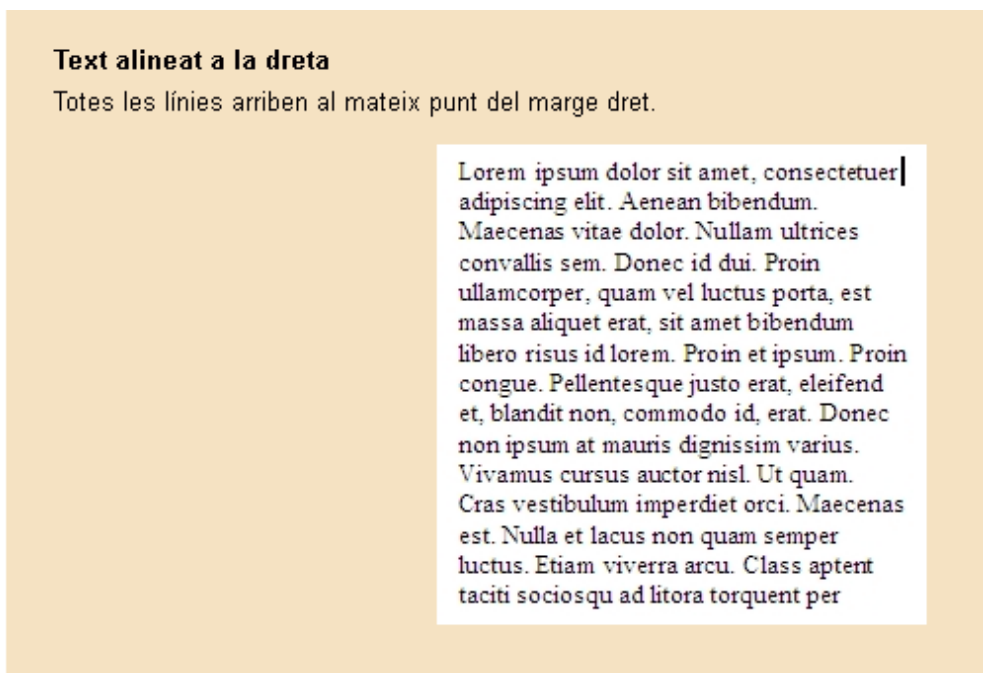 Text alineat a la dreta
Totes les línies arriben al mateix punt del marge dret.
Lorem ipsum dolor sit amet, consectetuer
adipiscing elit. Aenean bibendum.
Maecenas vitae dolor. Nullam ultrices
convallis sem. Donec id dui. Proin
ullamcorper, quam vel luctus porta, est
massa aliquet erat, sit amet bibendum
libero risus id lorem. Proin et ipsum. Proin
congue. Pellentesque justo erat, eleifend
et, blandit non, commodo id, erat. Donec
non ipsum at mauris dignissim varius.
Vivamus cursus auctor nisl. Ut quam.
Cras vestibulum imperdiet orci. Maecenas
est. Nulla et lacus non quam semper
luctus. Etiam viverra arcu. Class aptent
taciti sociosqu ad litora torquent per